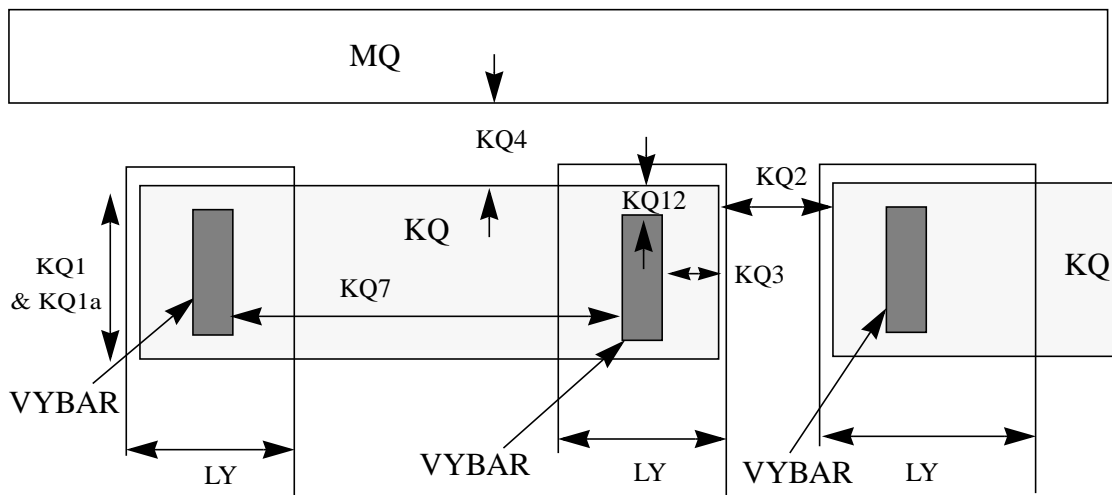 MQ
KQ4
KQ2
KQ12
KQ
KQ
KQ1
& KQ1a
KQ3
KQ7
VYBAR
VYBAR
VYBAR
LY
LY
LY